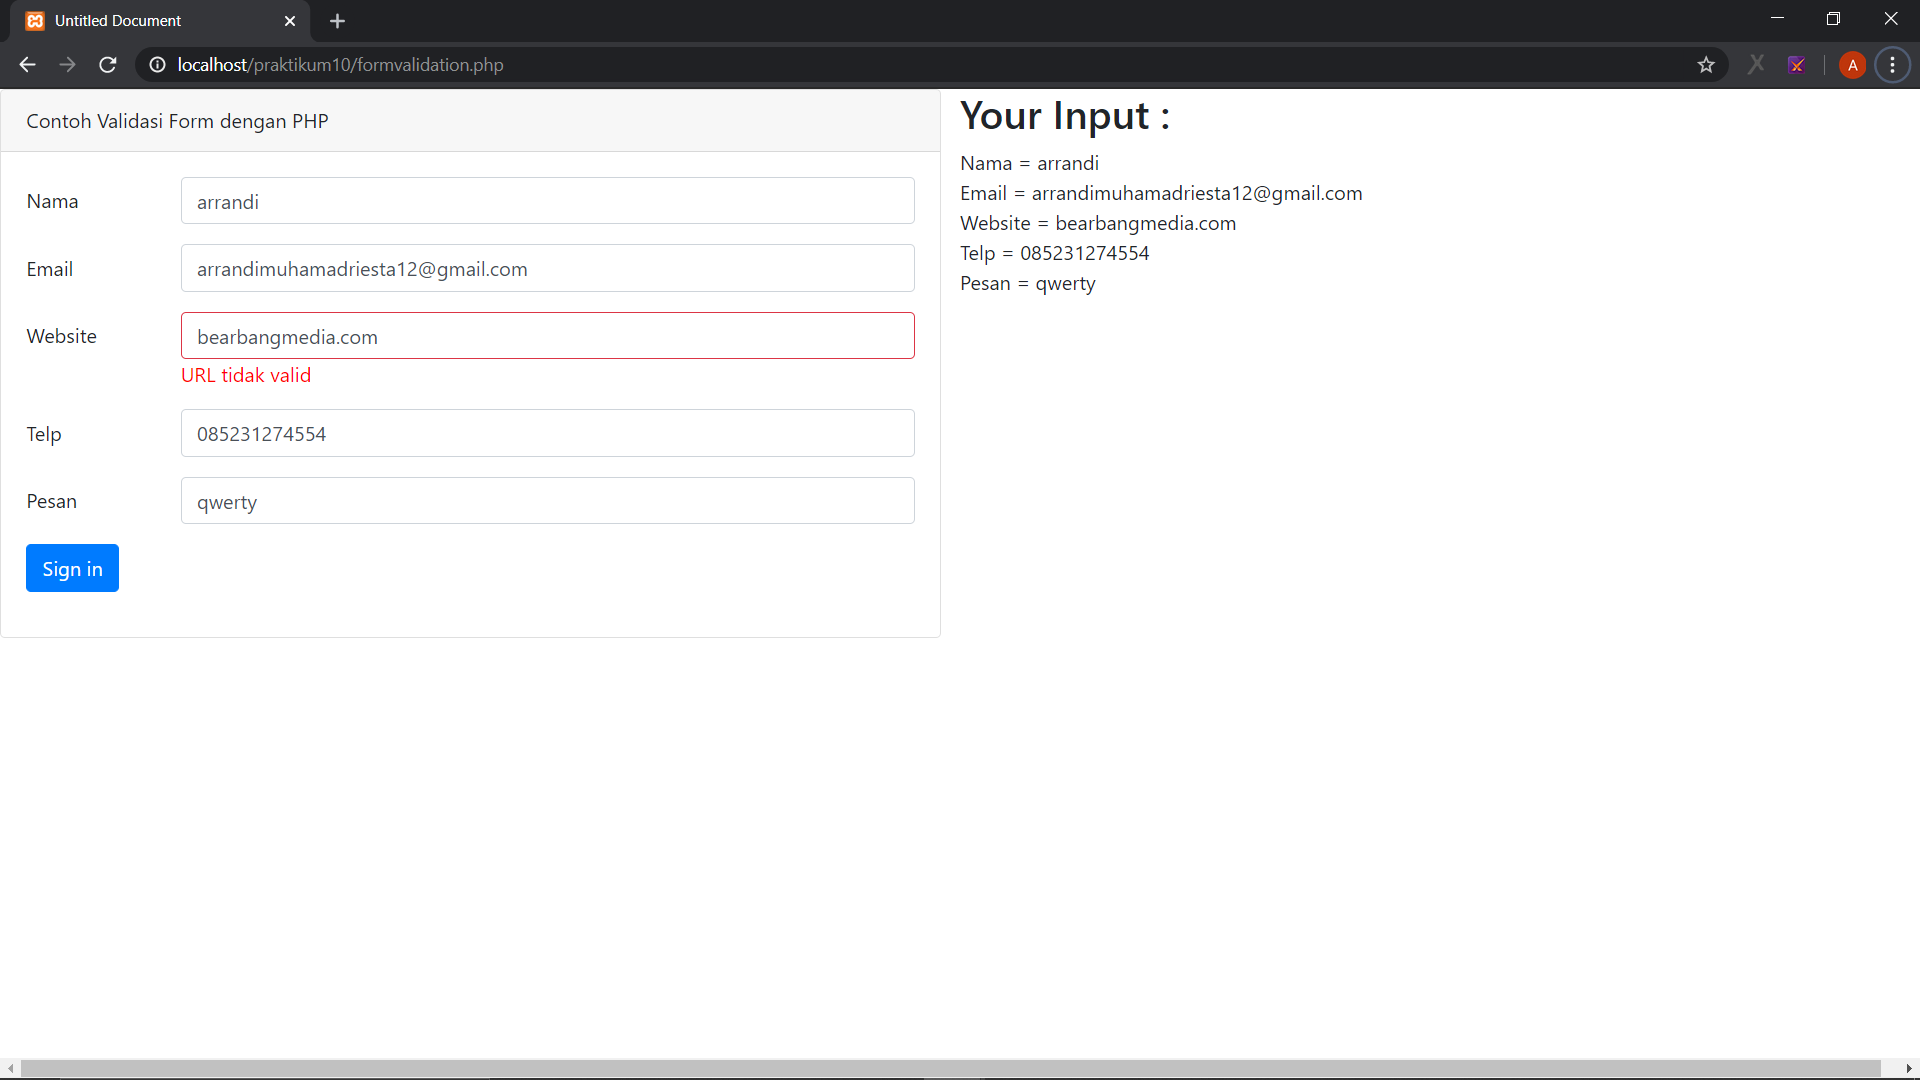 Untitled Document
localhost/praktikum10/formvalidation.php
A
Contoh Validasi Form dengan PHP
Nama
arrandi
Email
arrandimuhamadriesta12@gmail.com
Website
bearbangmedia.com
URL tidak valid
Telp
085231274554
Pesan
qwerty
Sign in
Your Input :
Nama = arrandi
Email = arrandimuhamadriesta12@gmail.com
Website = bearbangmedia.com
Telp = 085231274554
Pesan = qwerty